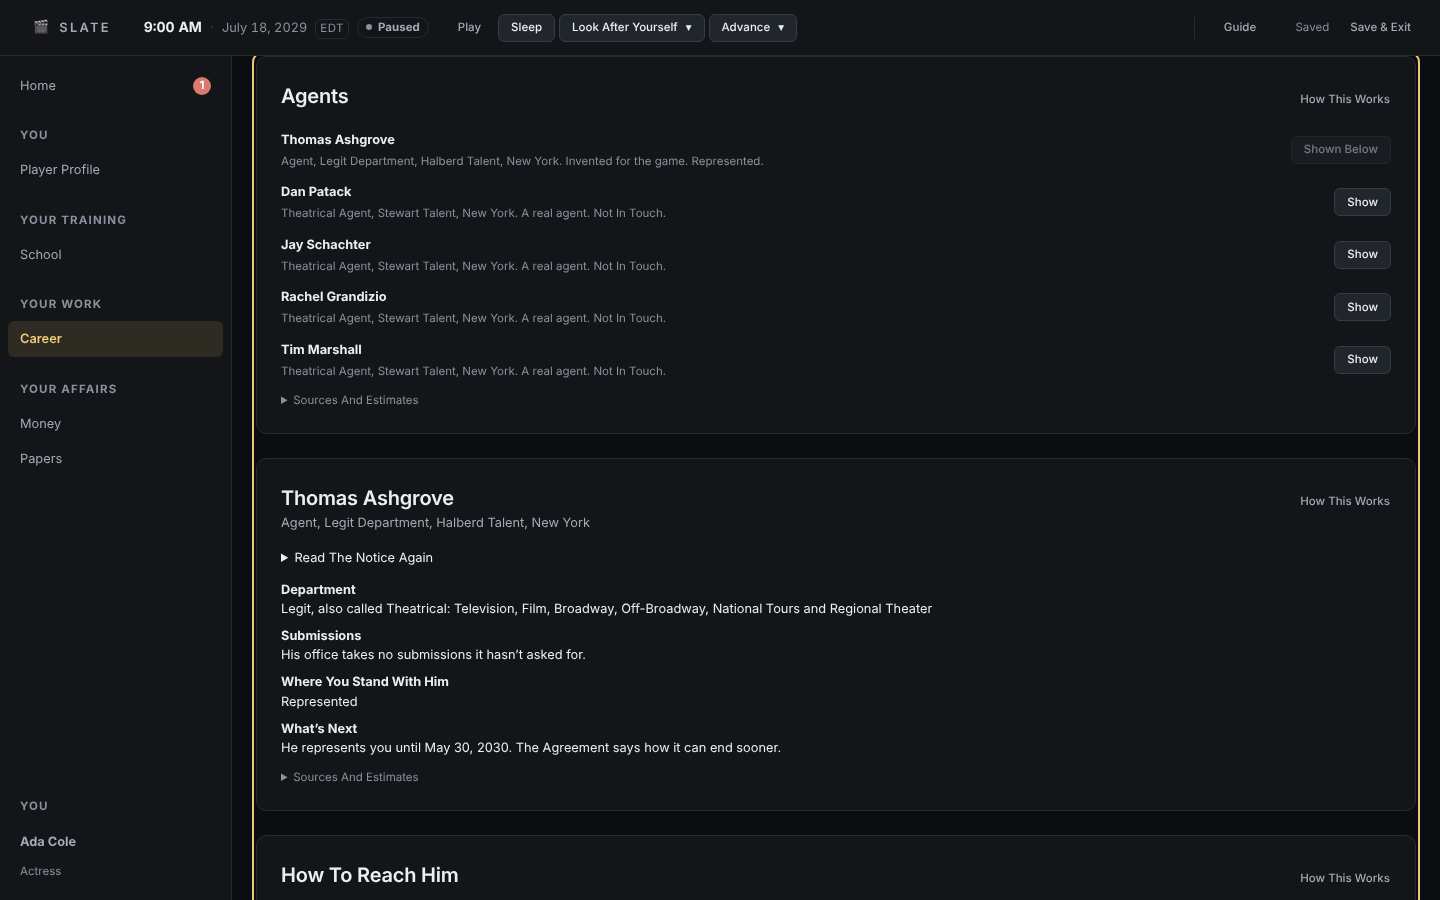 SLATE
9:00 AM · July 18, 2029 EDT Paused
Play
Sleep
Look After Yourself ▾
Advance ▾
Guide
Saved
Save & Exit
Home
1
YOU
Player Profile
YOUR TRAINING
School
YOUR WORK
Career
YOUR AFFAIRS
Money
Papers
YOU
Ada Cole
Actress
Agents
How This Works
Thomas Ashgrove
Agent, Legit Department, Halberd Talent, New York. Invented for the game. Represented.
Shown Below
Dan Patack
Theatrical Agent, Stewart Talent, New York. A real agent. Not In Touch.
Show
Jay Schachter
Theatrical Agent, Stewart Talent, New York. A real agent. Not In Touch.
Show
Rachel Grandizio
Theatrical Agent, Stewart Talent, New York. A real agent. Not In Touch.
Show
Tim Marshall
Theatrical Agent, Stewart Talent, New York. A real agent. Not In Touch.
Show
Sources And Estimates
Thomas Ashgrove
How This Works
Agent, Legit Department, Halberd Talent, New York
Read The Notice Again
Department
Legit, also called Theatrical: Television, Film, Broadway, Off-Broadway, National Tours and Regional Theater
Submissions
His office takes no submissions it hasn’t asked for.
Where You Stand With Him
Represented
What’s Next
He represents you until May 30, 2030. The Agreement says how it can end sooner.
Sources And Estimates
How To Reach Him
How This Works